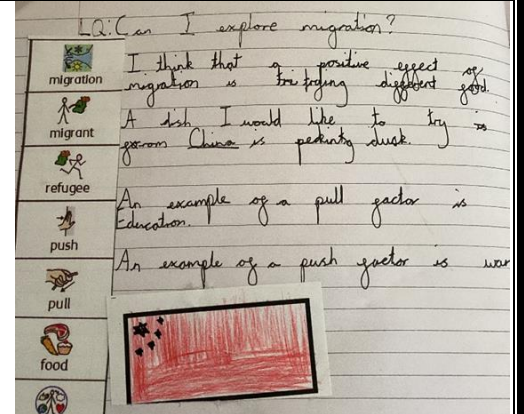 LQ: Can I explore migration?
migration
migrant
refugee
push
pull
food
I think that a positive effect of
migration is trying different food.
A dish I would like to try is
from China is peking dusk.
An example of a pull factor is
Education.
An example of a push factor is war